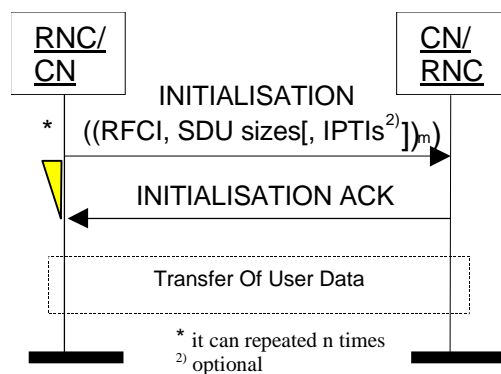 RNC/
CN
CN/
RNC
INITIALISATION
* ((RFCI, SDU sizes[, IPTIs2)])m)
INITIALISATION ACK
Transfer Of User Data
* it can repeated n times
2) optional